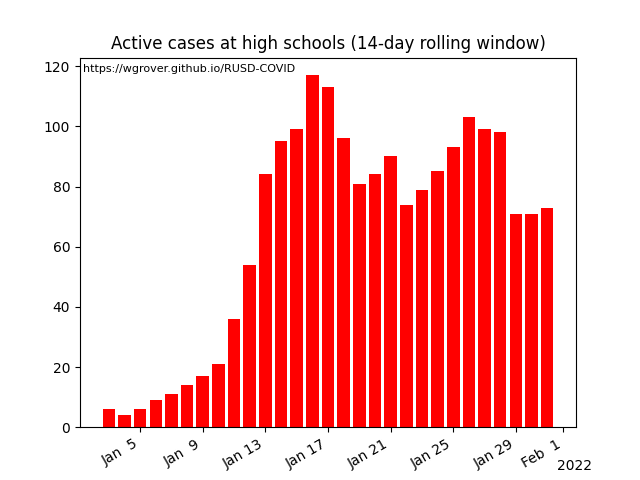 Active cases at high schools (14-day rolling window)
https://wgrover.github.io/RUSD-COVID
120
100
80
60
40
20
0
Jan 5
Jan 9
Jan 13
Jan 17
Jan 21
Jan 25
Jan 29
Feb 1
2022